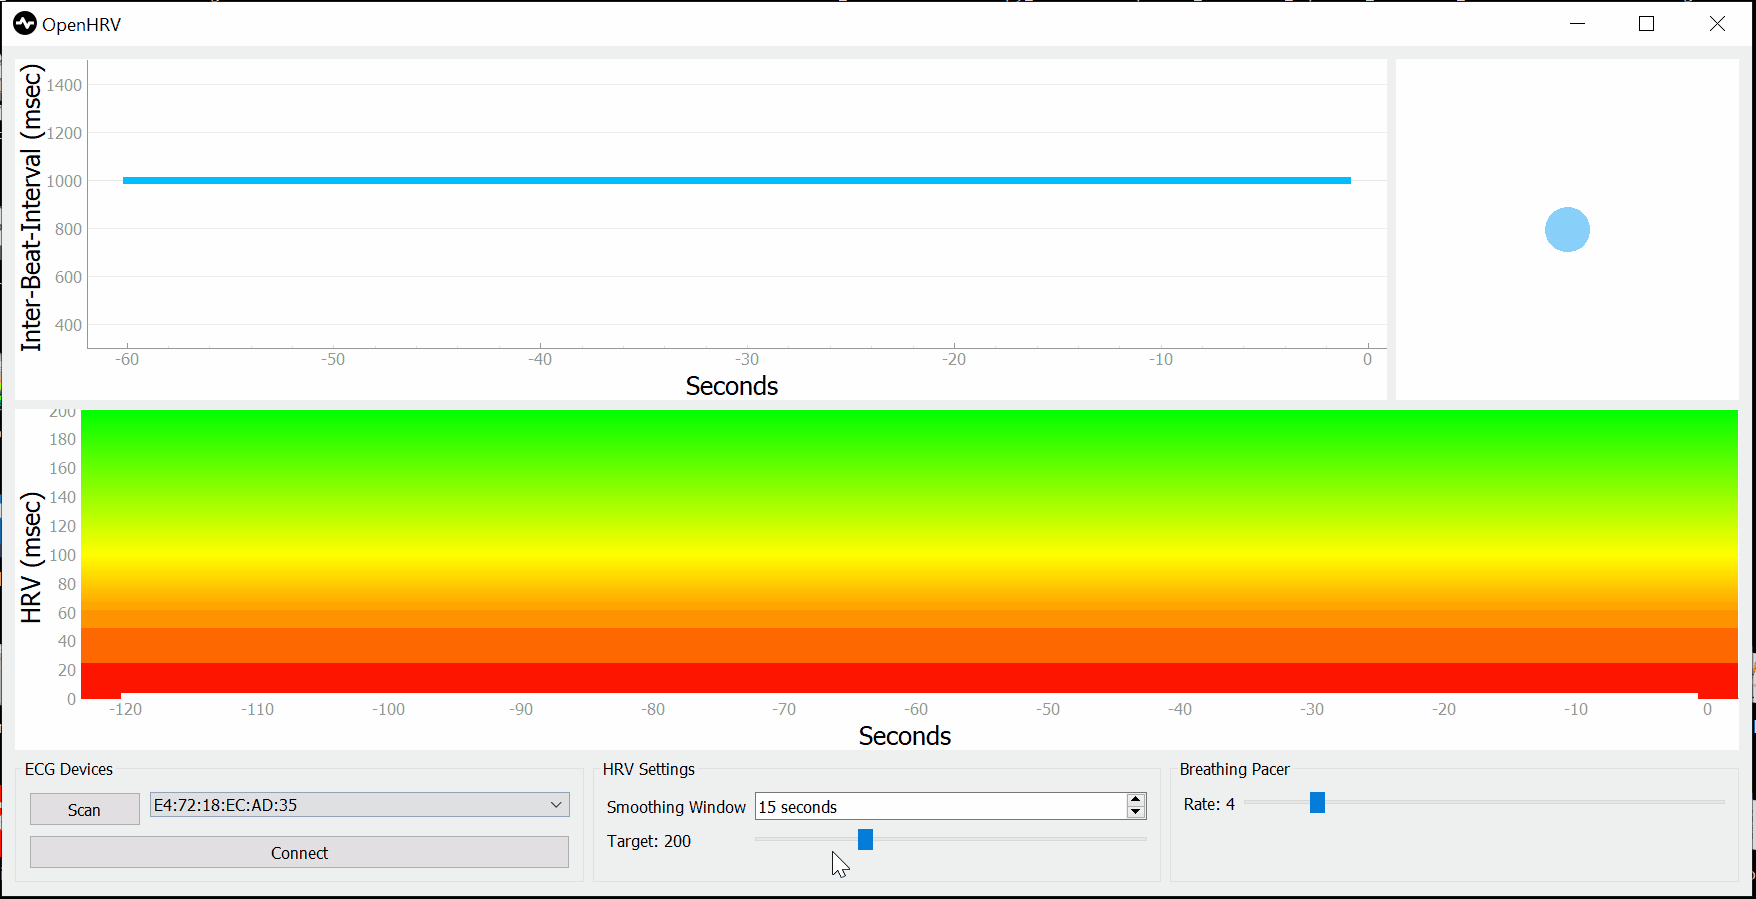 OpenHRV
Inter-Beat-Interval (msec)
1400
1200
1000
800
600
400
-60 -50 -40 -30 -20 -10 0
Seconds
HRV (msec)
200
180
160
140
120
100
80
60
40
20
0
-120 -110 -100 -90 -80 -70 -60 -50 -40 -30 -20 -10 0
Seconds
ECG Devices
Scan E4:72:18:EC:AD:35
Connect
HRV Settings
Smoothing Window 15 seconds
Target: 200
Breathing Pacer
Rate: 4